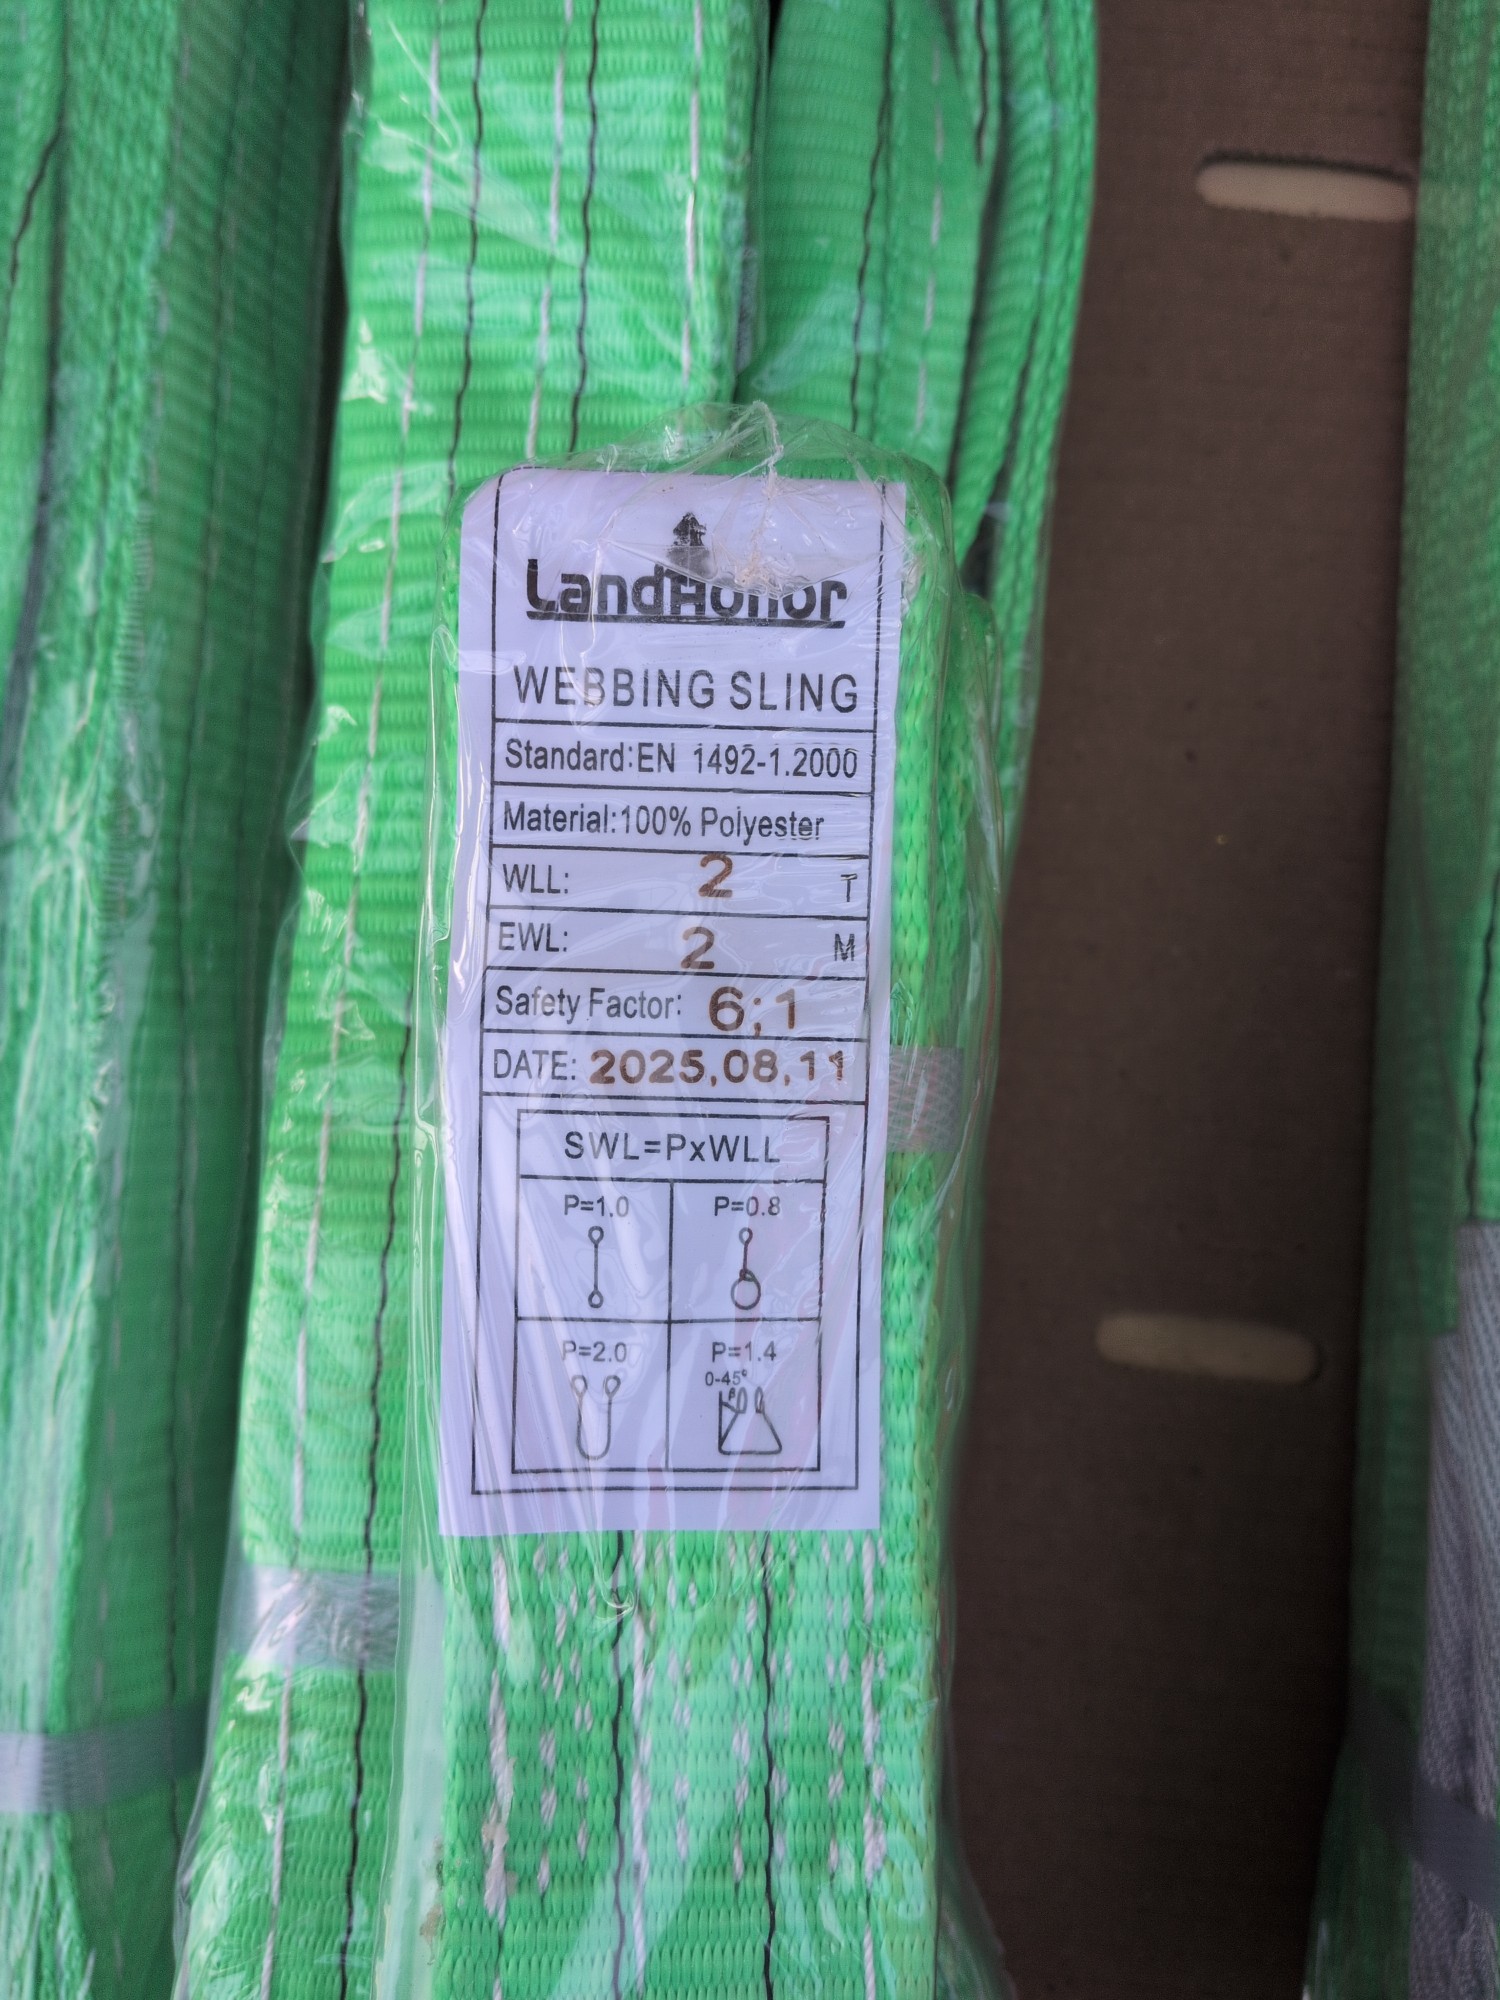 LandHonor
WEBBING SLING
Standard:EN 1492-1.2000
Material:100% Polyester
WLL: 2 T
EWL: 2 M
Safety Factor: 6;1
DATE: 2025,08,11
SWL=PxWLL
P=1.0 P=0.8
P=2.0 P=1.4
0-45°
β